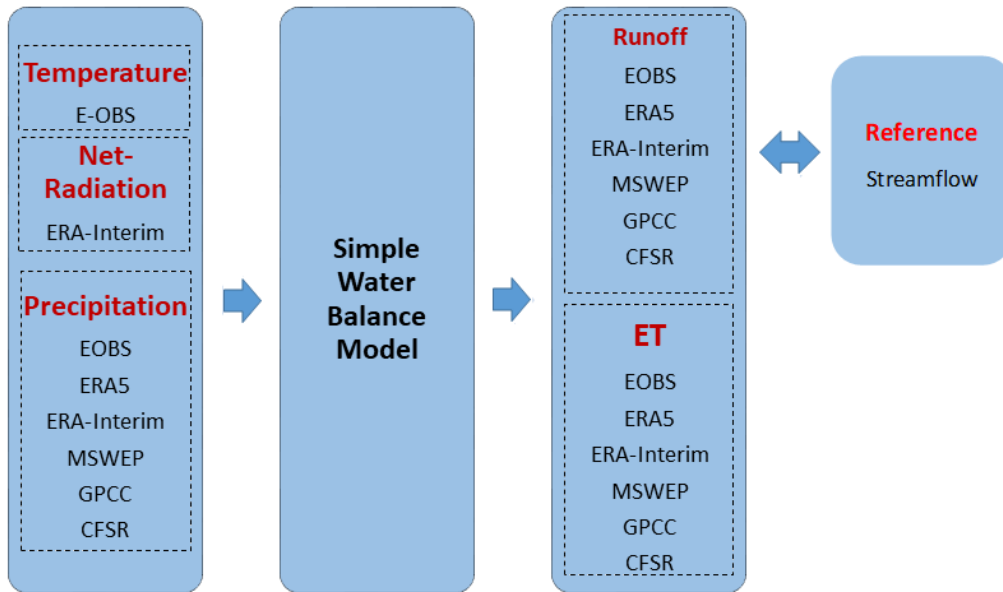 Temperature
E-OBS
Net-
Radiation
ERA-Interim
Precipitation
EOBS
ERA5
ERA-Interim
MSWEP
GPCC
CFSR
Simple
Water
Balance
Model
Runoff
EOBS
ERA5
ERA-Interim
MSWEP
GPCC
CFSR
ET
EOBS
ERA5
ERA-Interim
MSWEP
GPCC
CFSR
Reference
Streamflow